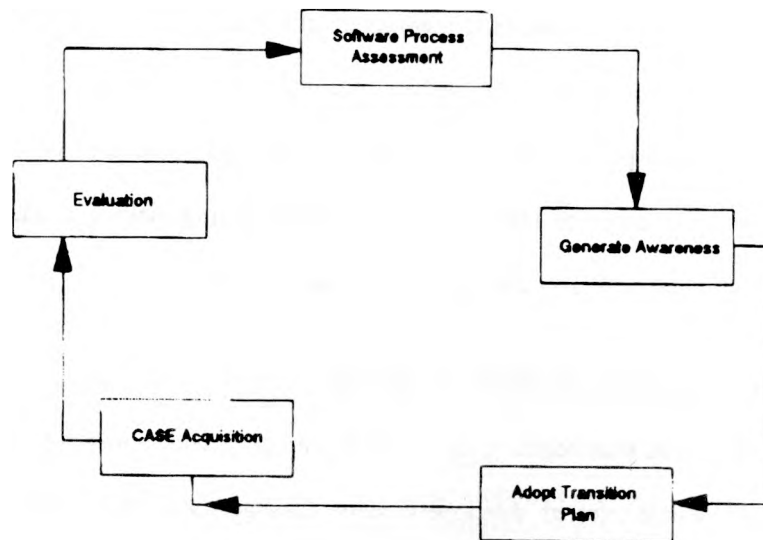 Software Process
Assessment
Evaluation
Generate Awareness
CASE Acquisition
Adopt Transition
Plan